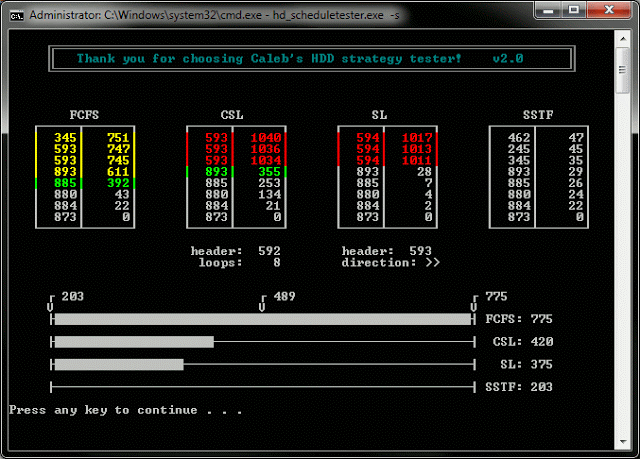 Administrator: C:\Windows\system32\cmd.exe - hd_scheduletester.exe -s
Thank you for choosing Caleb's HDD strategy tester! v2.0
FCFS CSL SL SSTF
345 751 593 1040 594 1017 462 47
593 747 593 1036 594 1013 245 45
593 745 593 1034 594 1011 345 35
893 611 893 355 893 28 893 29
885 392 885 253 885 7 885 26
880 43 880 134 880 4 880 24
884 22 884 21 884 2 884 22
873 0 873 0 873 0 873 0
header: 592 header: 593
loops: 8 direction: >>
203 489 775
FCFS: 775
CSL: 420
SL: 375
SSTF: 203
Press any key to continue . . .